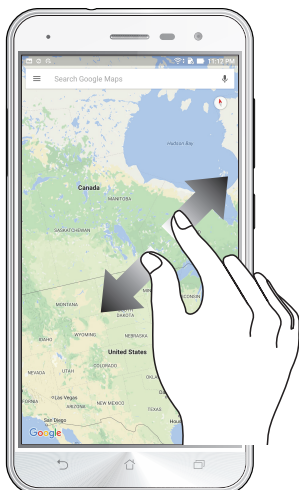 11:12 PM
Search Google Maps
Hudson Bay
Canada
MANITOBA
SASKATCHEWAN
MONTANA
DAKOTA
WISCONSIN
WYOMING
IDAHO
NEBRASKA
United States
NEVADA
UTAH
COLORADO
Las Vegas
ARIZONA
NEW MEXICO
TEXAS
San Diego
Google